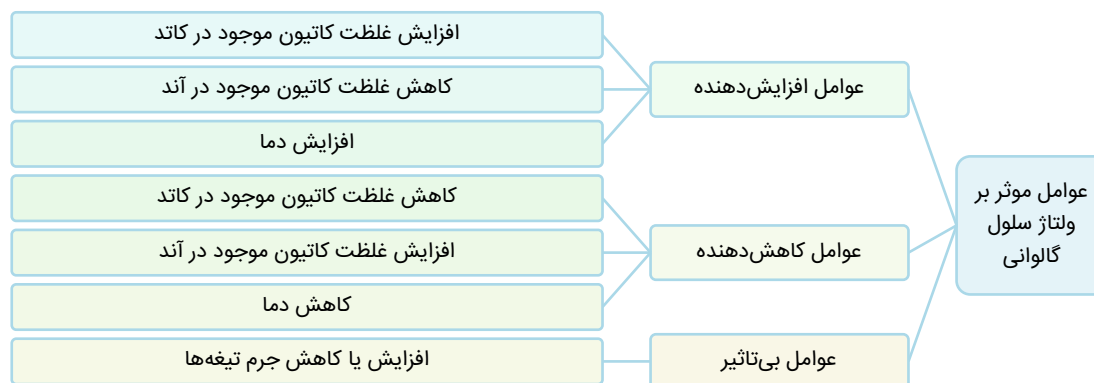 عوامل موثر بر
ولتاژ سلول
گالوانی
عوامل افزایش‌دهنده
افزایش غلظت کاتیون موجود در کاتد
کاهش غلظت کاتیون موجود در آند
افزایش دما
عوامل کاهش‌دهنده
کاهش غلظت کاتیون موجود در کاتد
افزایش غلظت کاتیون موجود در آند
کاهش دما
عوامل بی‌تاثیر
افزایش یا کاهش جرم تیغه‌ها